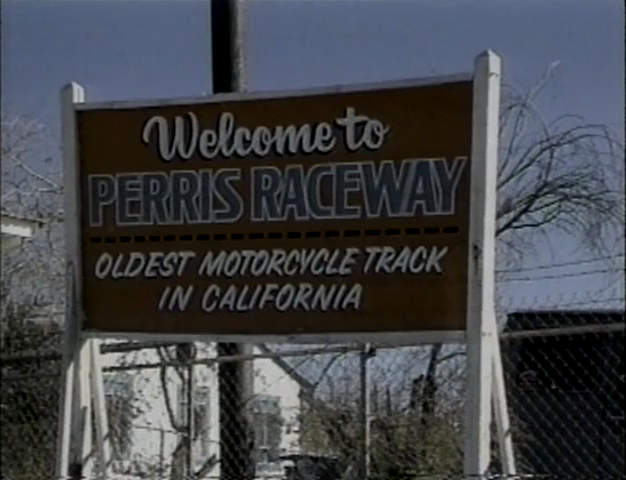 Welcome to
PERRIS RACEWAY
OLDEST MOTORCYCLE TRACK
IN CALIFORNIA